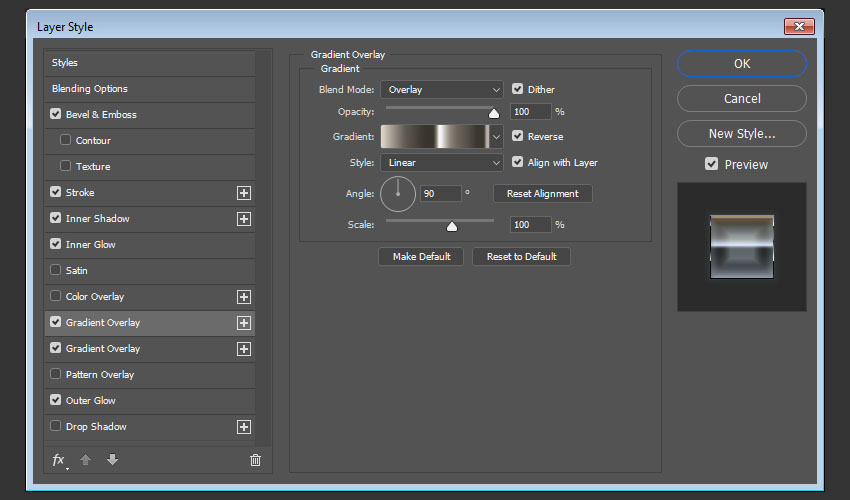 Layer Style
Styles
Blending Options
Bevel & Emboss
Contour
Texture
Stroke
Inner Shadow
Inner Glow
Satin
Color Overlay
Gradient Overlay
Gradient Overlay
Pattern Overlay
Outer Glow
Drop Shadow
fx
Gradient Overlay
Gradient
Blend Mode: Overlay Dither
Opacity: 100 %
Gradient: Reverse
Style: Linear Align with Layer
Angle: 90 ° Reset Alignment
Scale: 100 %
Make Default Reset to Default
OK
Cancel
New Style...
Preview